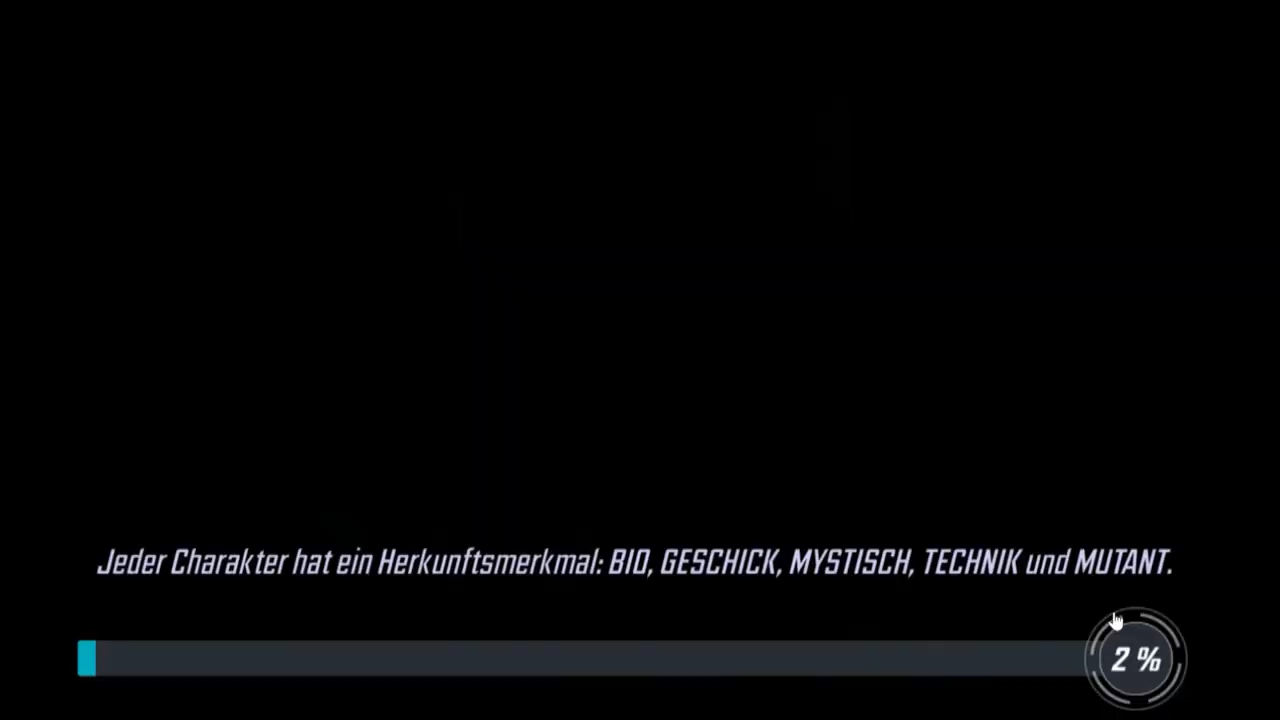 Jeder Charakter hat ein Herkunftsmerkmal: BIO, GESCHICK, MYSTISCH, TECHNIK und MUTANT.
2 %